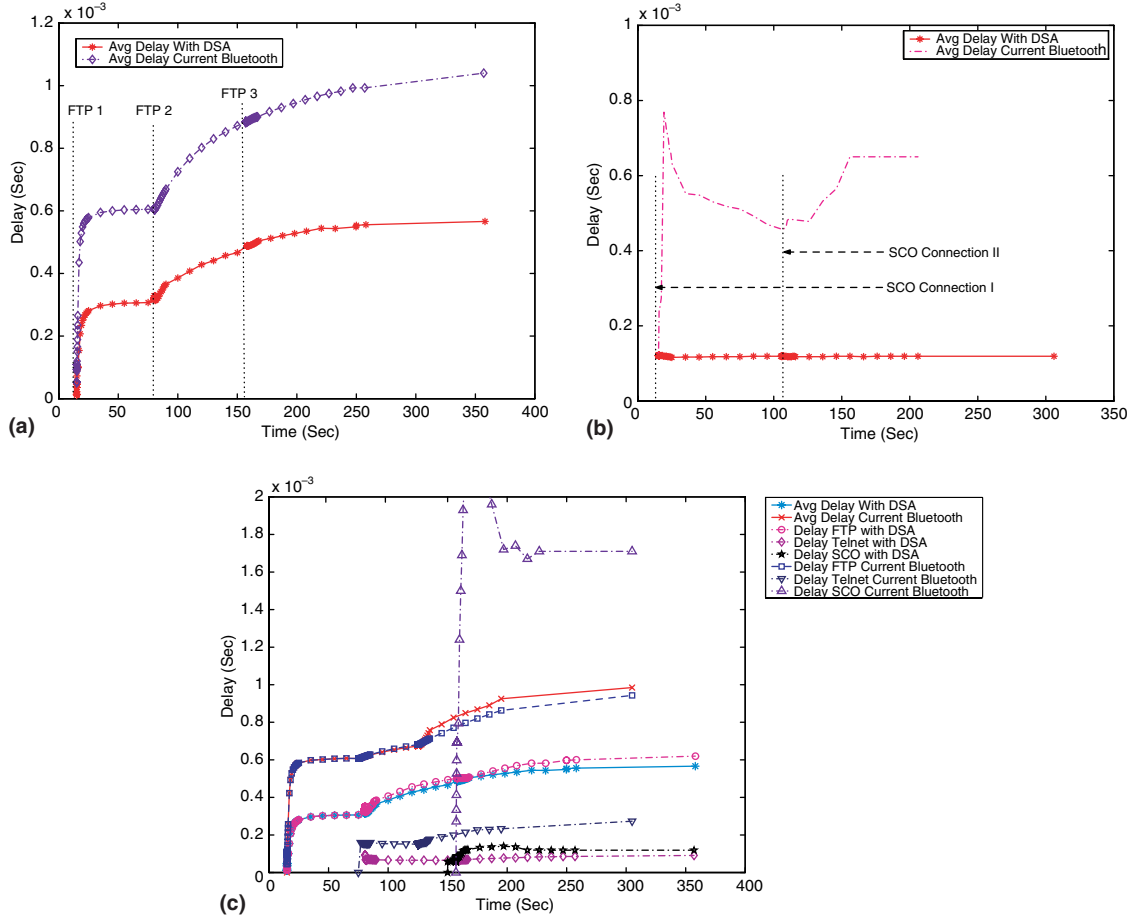 x 10⁻³
1.2
1
0.8
0.6
0.4
0.2
0
Delay (Sec)
Avg Delay With DSA
Avg Delay Current Bluetooth
FTP 1
FTP 2
FTP 3
0 50 100 150 200 250 300 350 400
Time (Sec)
(a)
x 10⁻³
1
0.8
0.6
0.4
0.2
0
Delay (Sec)
Avg Delay With DSA
Avg Delay Current Bluetooth
SCO Connection II
SCO Connection I
0 50 100 150 200 250 300 350
Time (Sec)
(b)
x 10⁻³
2
1.8
1.6
1.4
1.2
1
0.8
0.6
0.4
0.2
0
Delay (Sec)
Avg Delay With DSA
Avg Delay Current Bluetooth
Delay FTP with DSA
Delay Telnet with DSA
Delay SCO with DSA
Delay FTP Current Bluetooth
Delay Telnet Current Bluetooth
Delay SCO Current Bluetooth
0 50 100 150 200 250 300 350 400
Time (Sec)
(c)